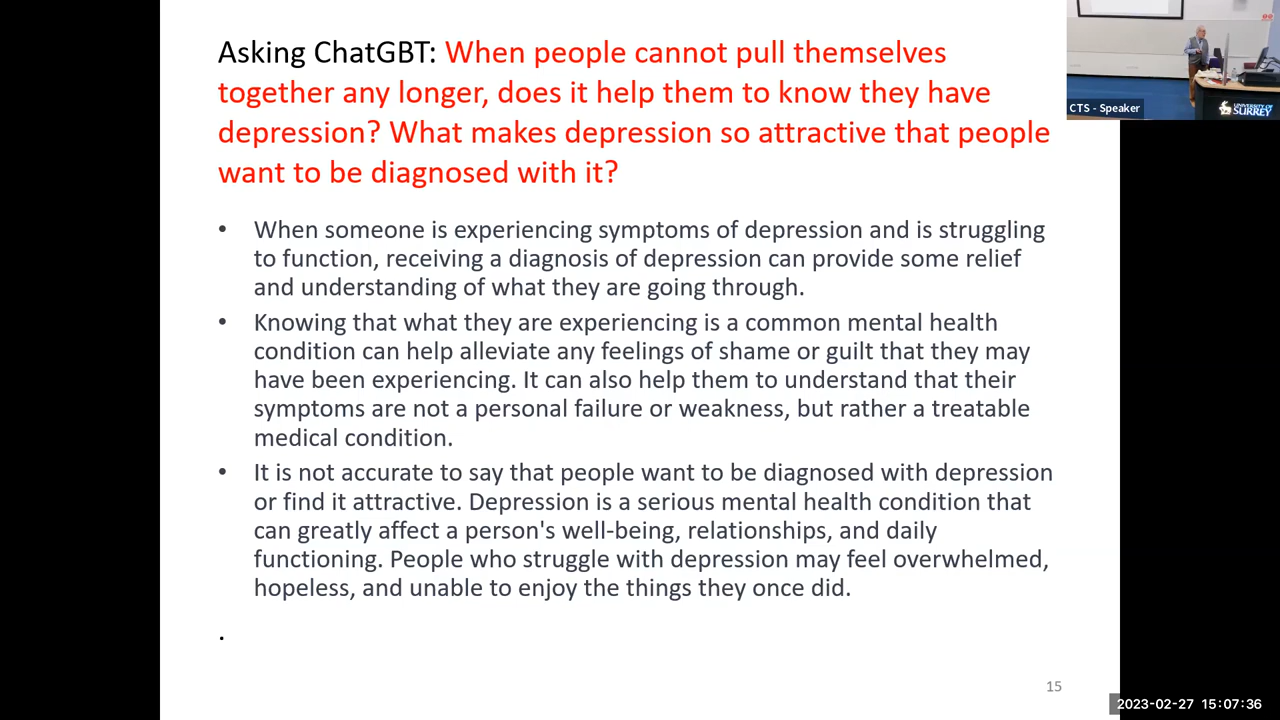 Asking ChatGBT: When people cannot pull themselves
together any longer, does it help them to know they have
depression? What makes depression so attractive that people
want to be diagnosed with it?
• When someone is experiencing symptoms of depression and is struggling
to function, receiving a diagnosis of depression can provide some relief
and understanding of what they are going through.
• Knowing that what they are experiencing is a common mental health
condition can help alleviate any feelings of shame or guilt that they may
have been experiencing. It can also help them to understand that their
symptoms are not a personal failure or weakness, but rather a treatable
medical condition.
• It is not accurate to say that people want to be diagnosed with depression
or find it attractive. Depression is a serious mental health condition that
can greatly affect a person's well-being, relationships, and daily
functioning. People who struggle with depression may feel overwhelmed,
hopeless, and unable to enjoy the things they once did.
.
15
CTS - Speaker
UNIVERSITY OF
SURREY
2023-02-27 15:07:36